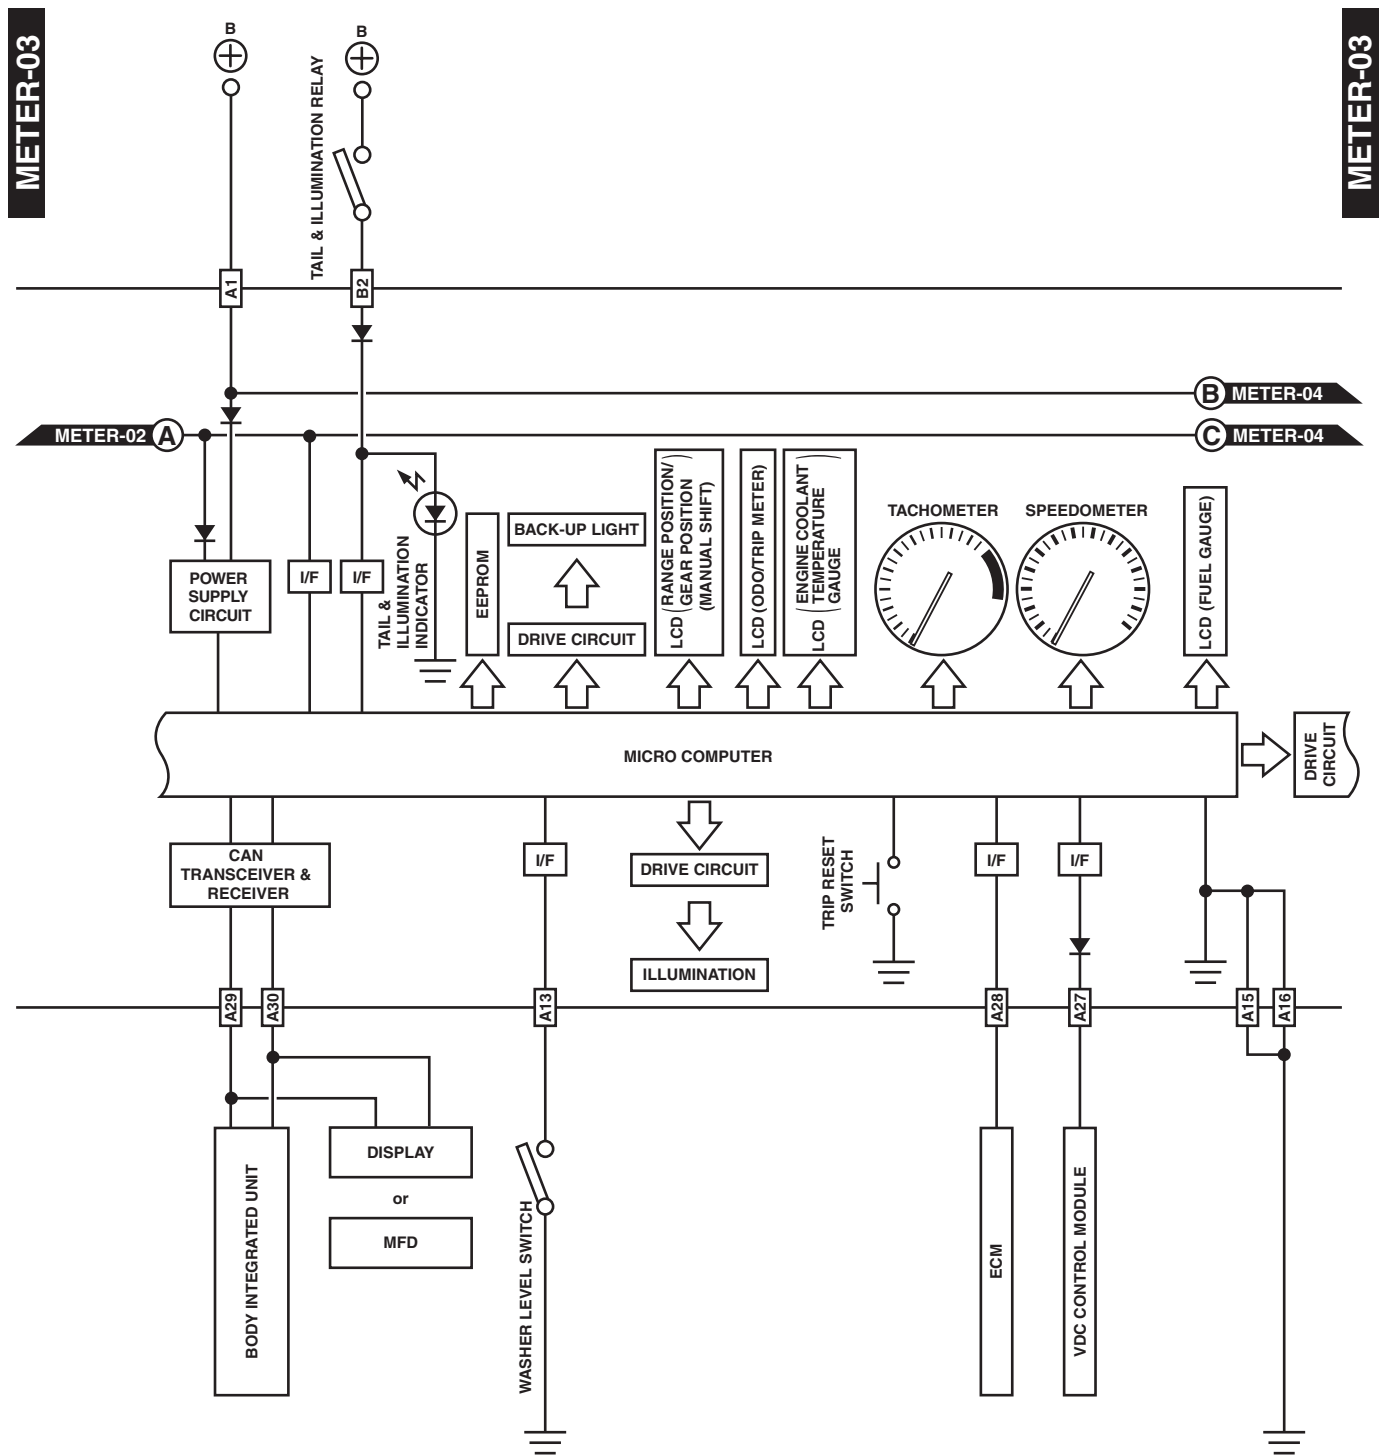 METER-03
METER-03
B
B
TAIL & ILLUMINATION RELAY
A1
B2
B METER-04
METER-02 A
C METER-04
POWER
SUPPLY
CIRCUIT
I/F
I/F
TAIL &
ILLUMINATION
INDICATOR
EEPROM
BACK-UP LIGHT
DRIVE CIRCUIT
LCD (RANGE POSITION/
GEAR POSITION
(MANUAL SHIFT))
LCD (ODO/TRIP METER)
LCD (ENGINE COOLANT
TEMPERATURE
GAUGE)
TACHOMETER
SPEEDOMETER
LCD (FUEL GAUGE)
MICRO COMPUTER
DRIVE
CIRCUIT
CAN
TRANSCEIVER &
RECEIVER
I/F
DRIVE CIRCUIT
ILLUMINATION
TRIP RESET
SWITCH
I/F
I/F
A29
A30
A13
A28
A27
A15
A16
BODY INTEGRATED UNIT
DISPLAY
or
MFD
WASHER LEVEL SWITCH
ECM
VDC CONTROL MODULE